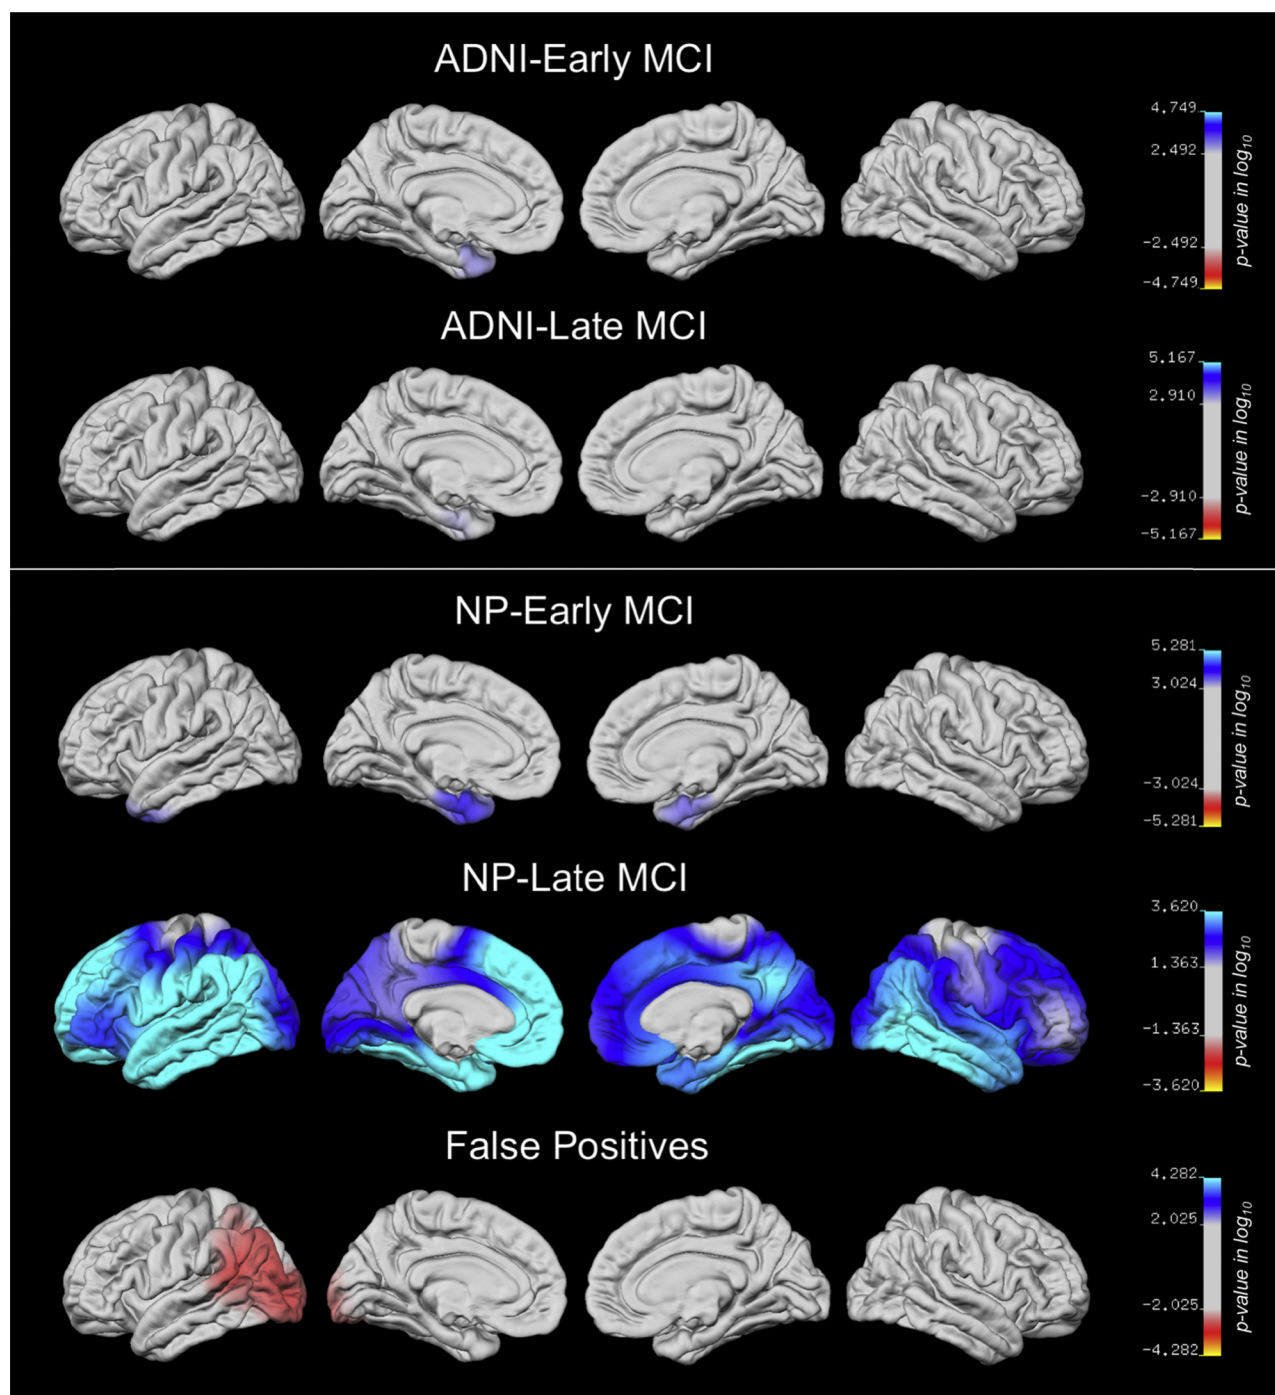 ADNI-Early MCI
4.749
2.492
-2.492
-4.749
p-value in log10
ADNI-Late MCI
5.167
2.910
-2.910
-5.167
p-value in log10
NP-Early MCI
5.281
3.024
-3.024
-5.281
p-value in log10
NP-Late MCI
3.620
1.363
-1.363
-3.620
p-value in log10
False Positives
4.282
2.025
-2.025
-4.282
p-value in log10